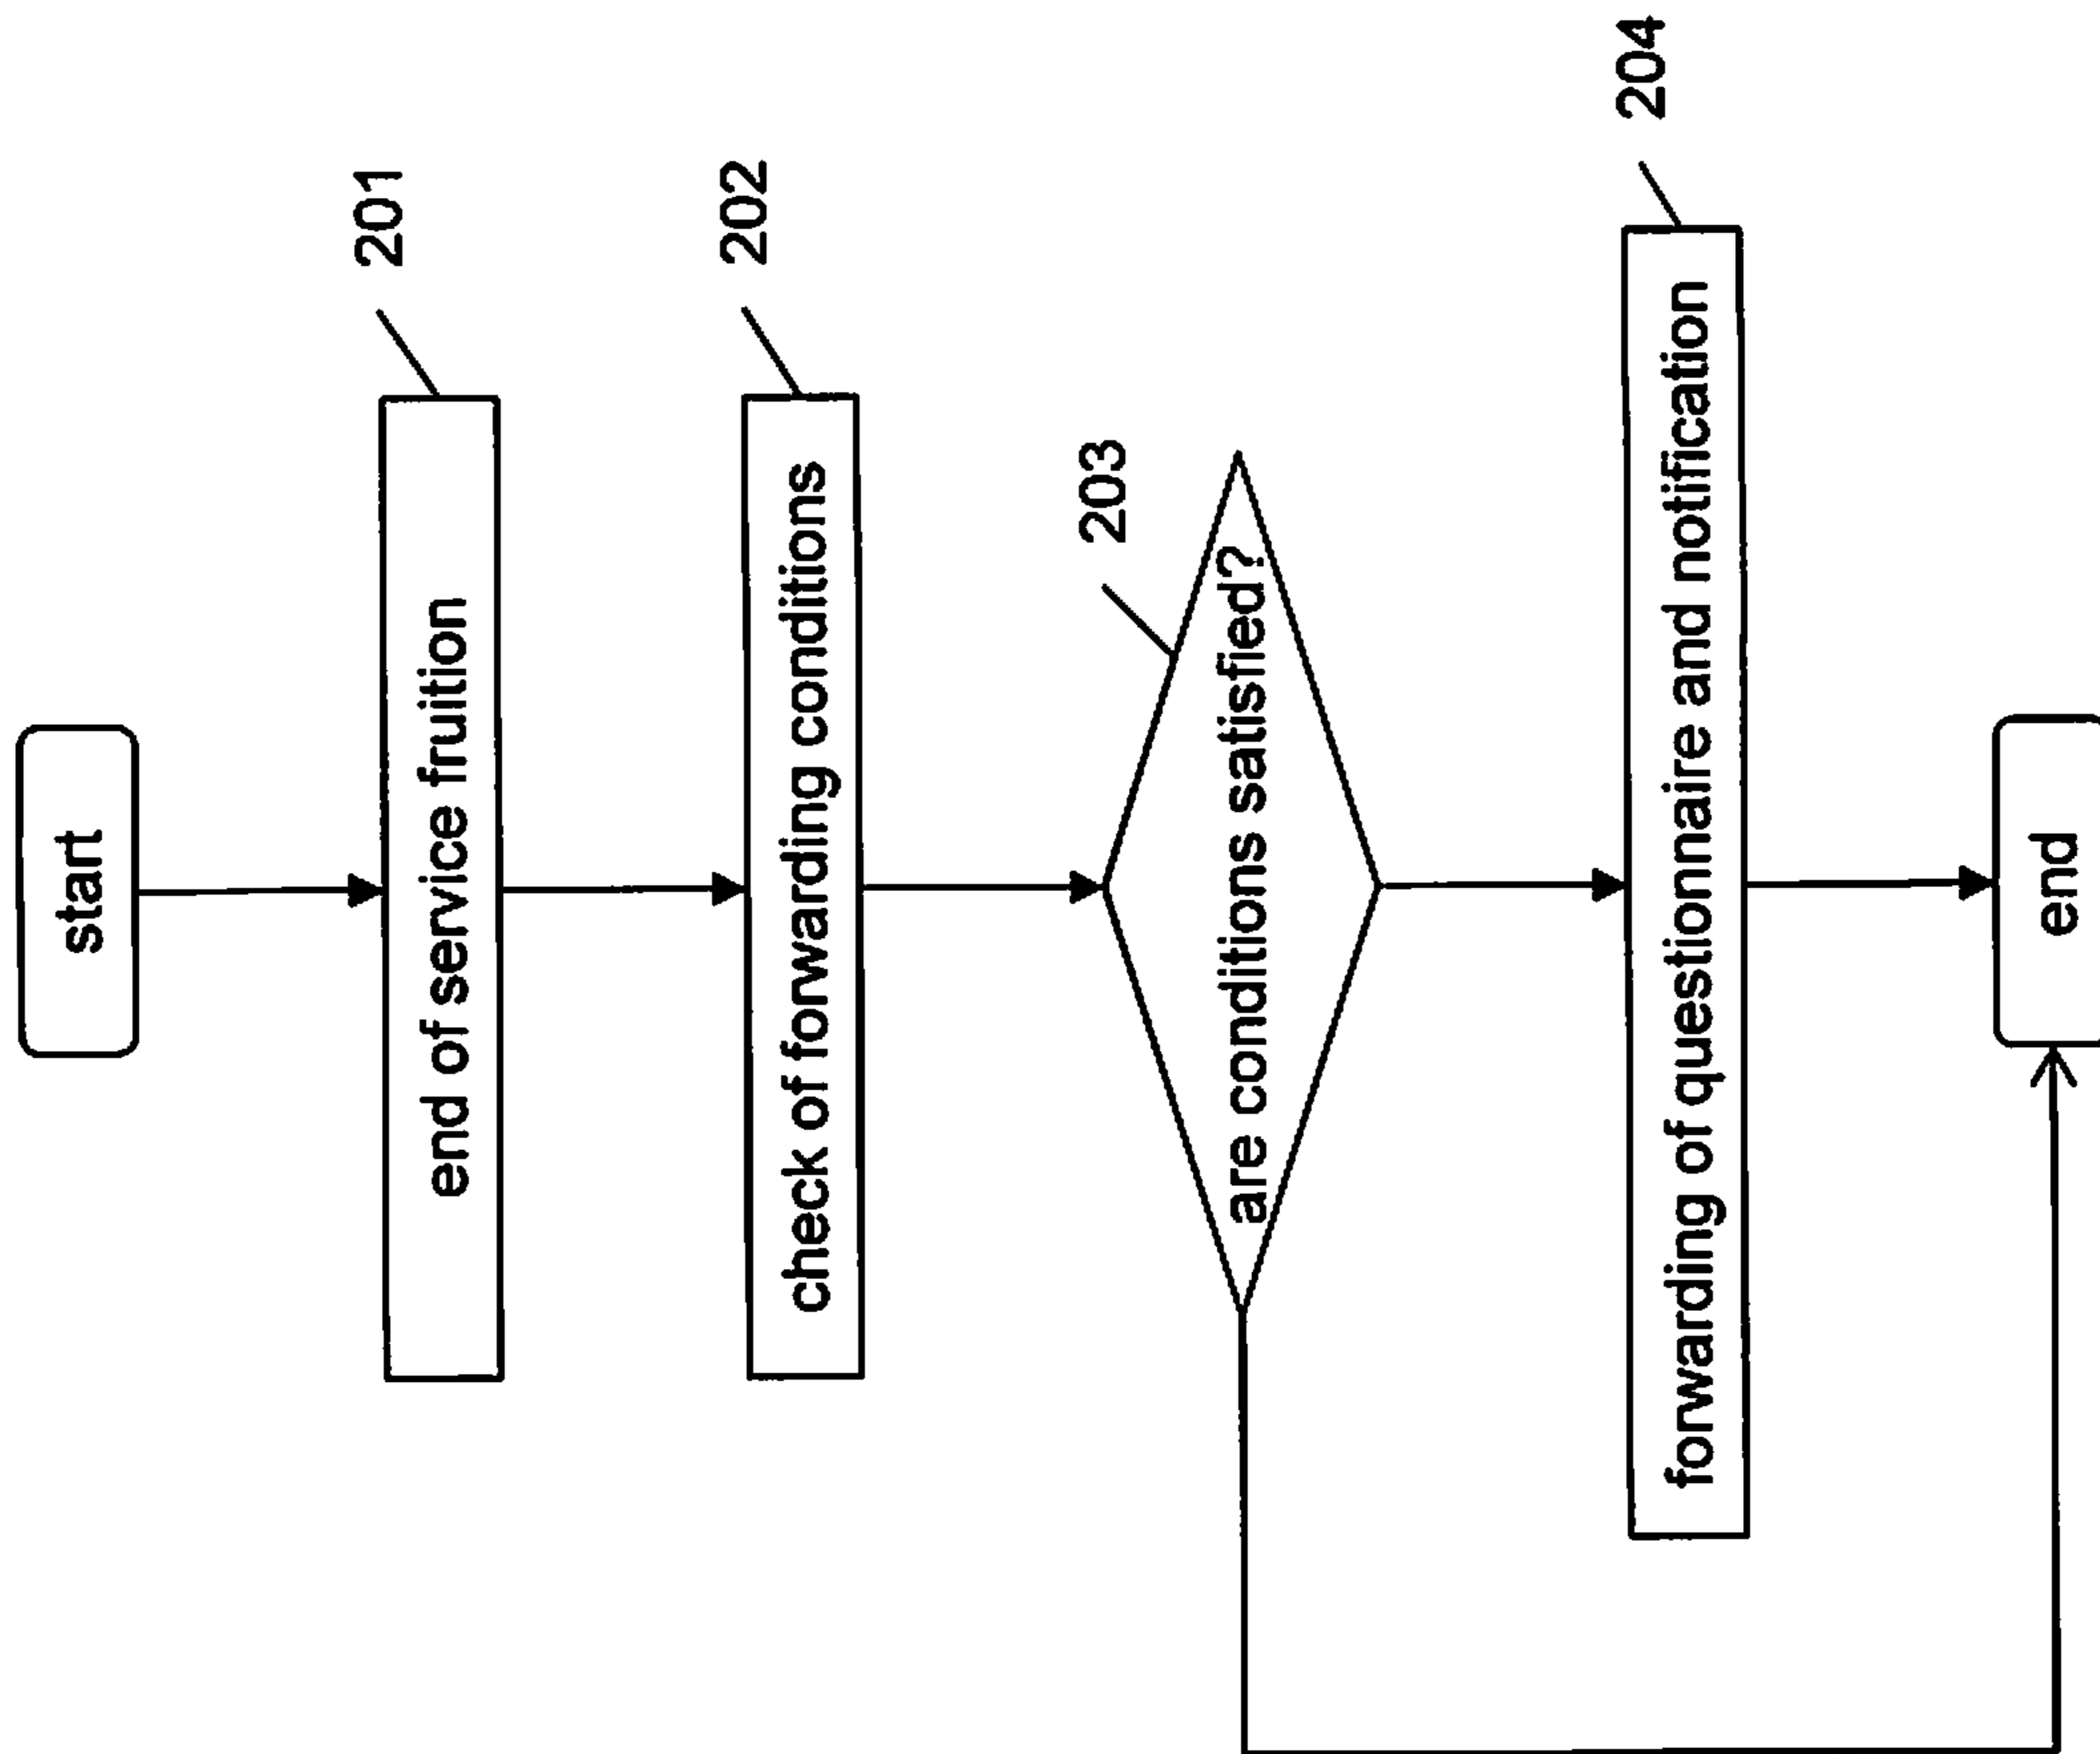 start
201
end of service fruition
202
check of forwarding conditions
203
are conditions satisfied?
204
forwarding of questionnaire and notification
end